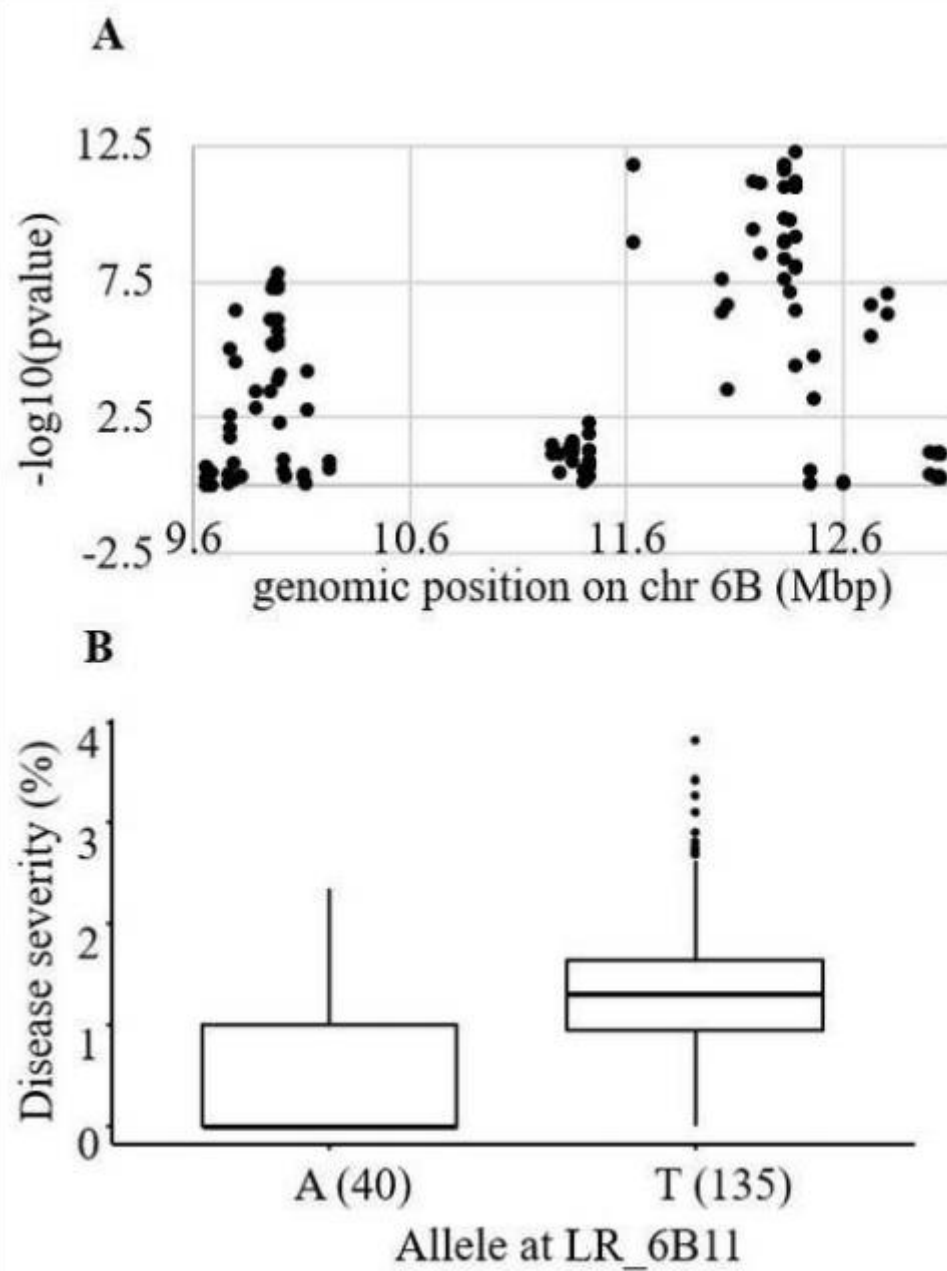 A
12.5
7.5
2.5
-2.5
-log10(pvalue)
9.6 10.6 11.6 12.6
genomic position on chr 6B (Mbp)
B
4
3
2
1
0
Disease severity (%)
A (40) T (135)
Allele at LR_6B11